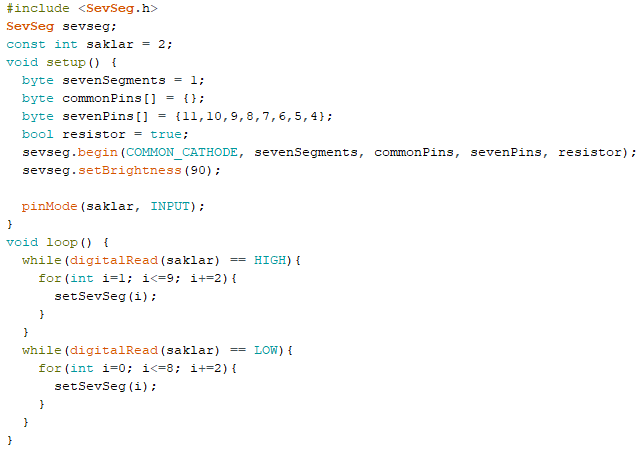 #include <SevSeg.h>
SevSeg sevseg;
const int saklar = 2;
void setup() {
  byte sevenSegments = 1;
  byte commonPins[] = {};
  byte sevenPins[] = {11,10,9,8,7,6,5,4};
  bool resistor = true;
  sevseg.begin(COMMON_CATHODE, sevenSegments, commonPins, sevenPins, resistor);
  sevseg.setBrightness(90);

  pinMode(saklar, INPUT);
}
void loop() {
  while(digitalRead(saklar) == HIGH){
    for(int i=1; i<=9; i+=2){
      setSevSeg(i);
    }
  }
  while(digitalRead(saklar) == LOW){
    for(int i=0; i<=8; i+=2){
      setSevSeg(i);
    }
  }
}